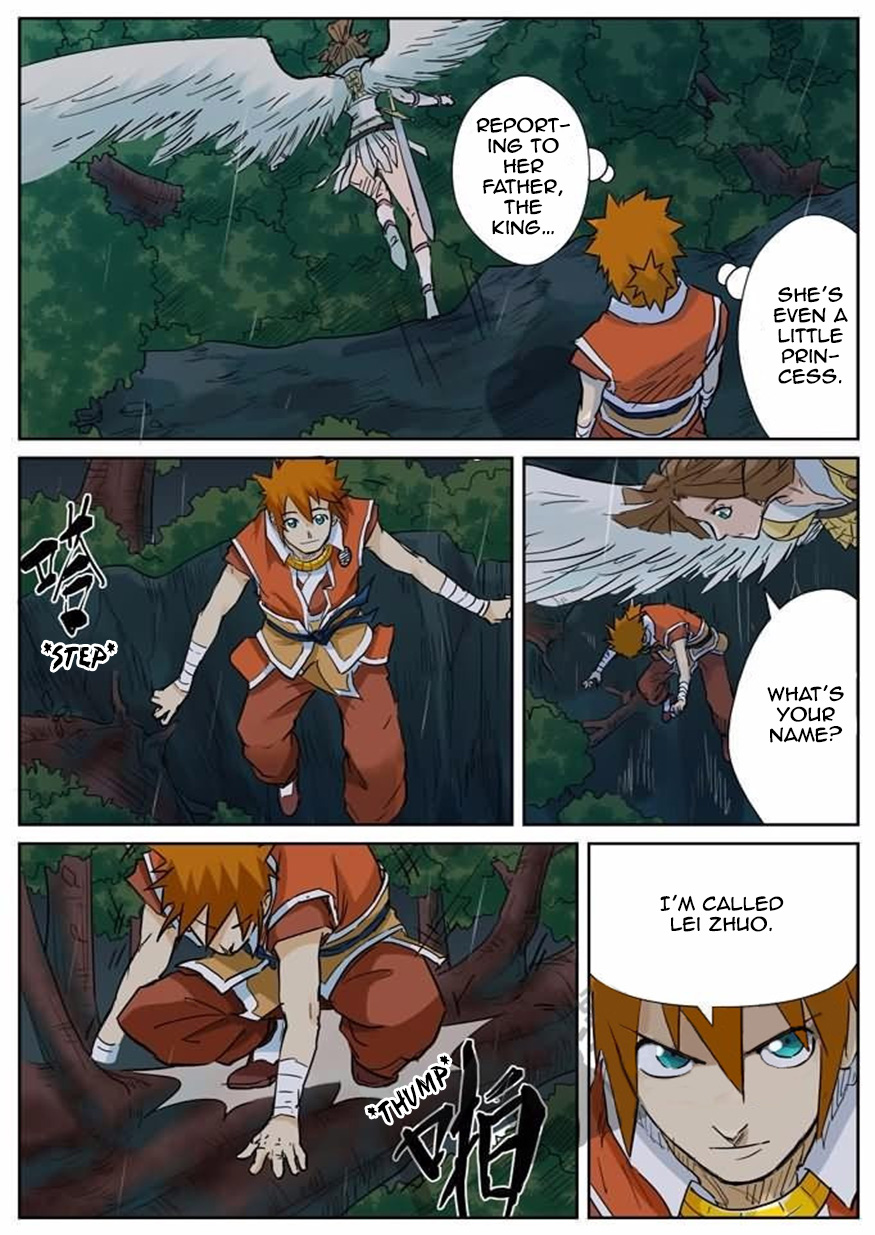 REPORT-
ING TO
HER
FATHER,
THE
KING...
SHE'S
EVEN A
LITTLE
PRIN-
CESS.
嗒
*STEP*
WHAT'S
YOUR
NAME?
*THUMP*
啪
I'M CALLED
LEI ZHUO.